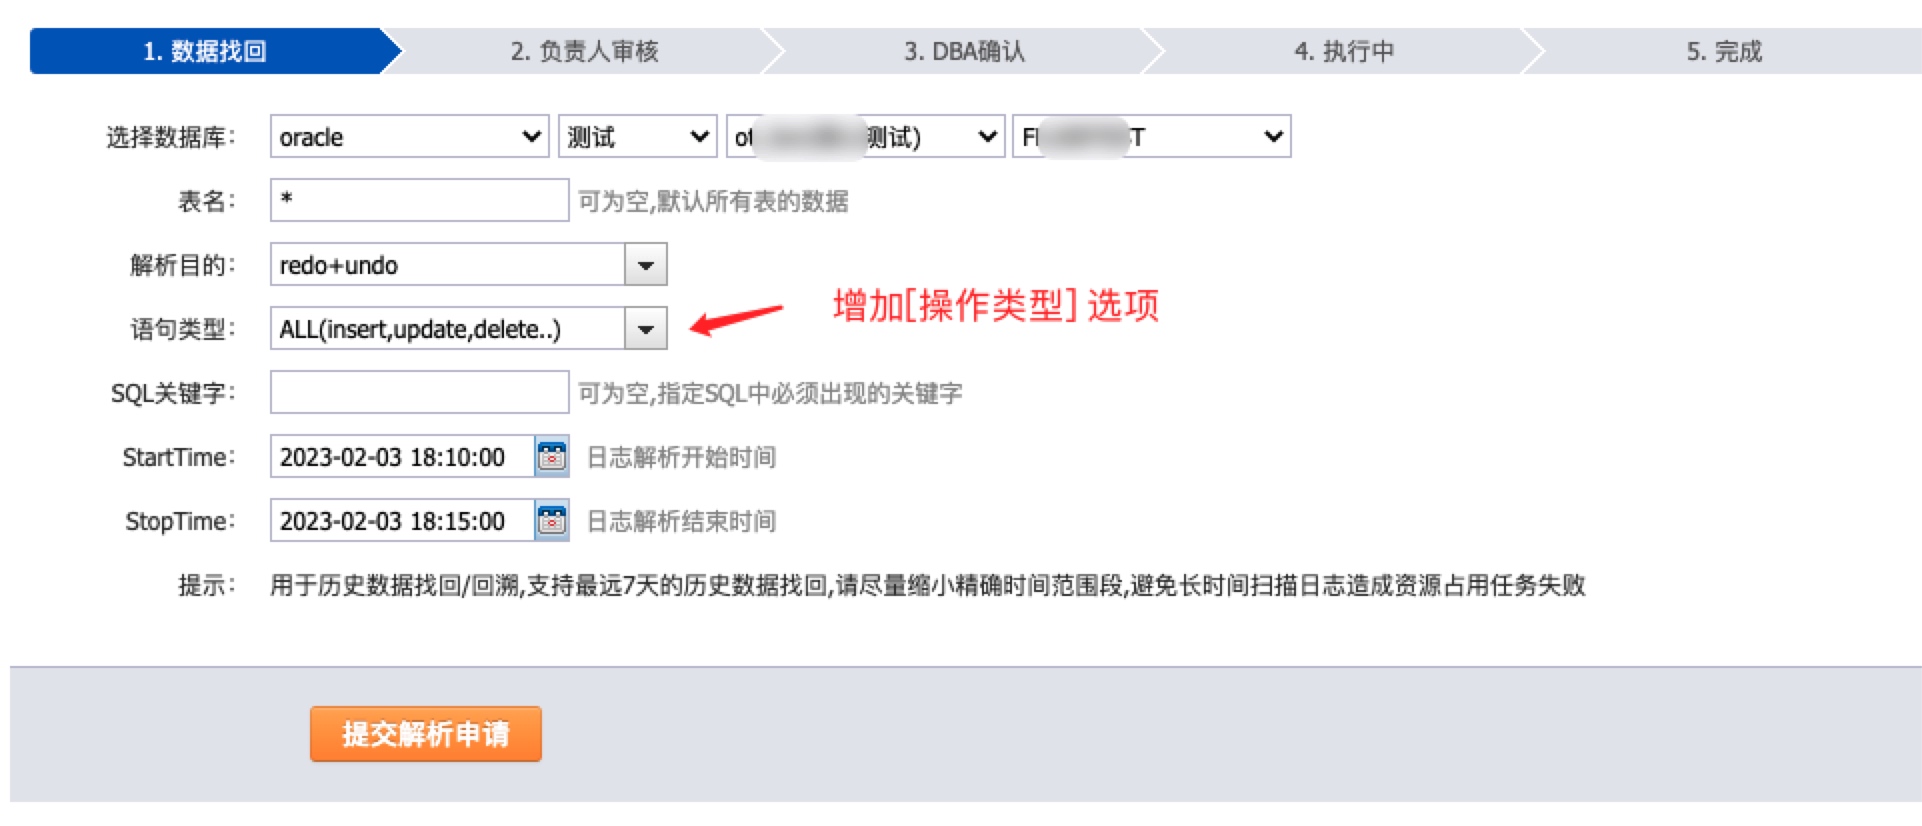 1. 数据找回 2. 负责人审核 3. DBA确认 4. 执行中 5. 完成
选择数据库: oracle 测试 测试)
表名: * 可为空,默认所有表的数据
解析目的: redo+undo
增加[操作类型] 选项
语句类型: ALL(insert,update,delete..)
SQL关键字: 可为空,指定SQL中必须出现的关键字
StartTime: 2023-02-03 18:10:00 日志解析开始时间
StopTime: 2023-02-03 18:15:00 日志解析结束时间
提示: 用于历史数据找回/回溯,支持最远7天的历史数据找回,请尽量缩小精确时间范围段,避免长时间扫描日志造成资源占用任务失败
提交解析申请